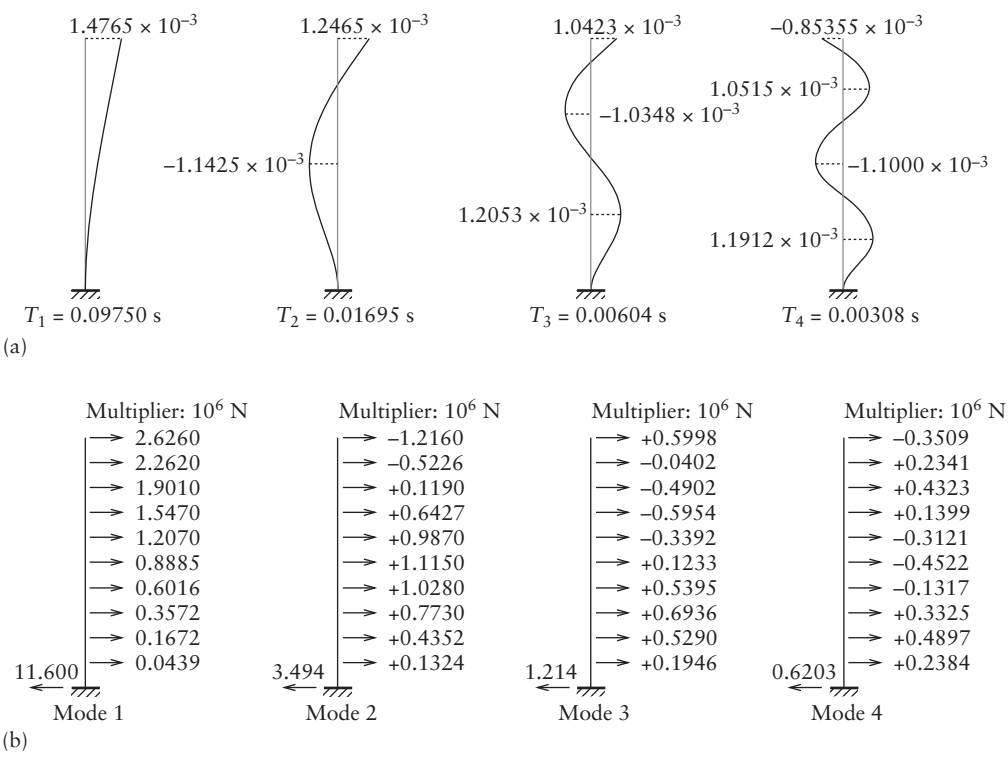 1.4765 × 10⁻³
1.2465 × 10⁻³
1.0423 × 10⁻³
–0.85355 × 10⁻³
1.0515 × 10⁻³
–1.0348 × 10⁻³
–1.1425 × 10⁻³
–1.1000 × 10⁻³
1.2053 × 10⁻³
1.1912 × 10⁻³
T₁ = 0.09750 s
T₂ = 0.01695 s
T₃ = 0.00604 s
T₄ = 0.00308 s
(a)
Multiplier: 10⁶ N
2.6260
2.2620
1.9010
1.5470
1.2070
0.8885
0.6016
0.3572
0.1672
0.0439
11.600
Mode 1
Multiplier: 10⁶ N
–1.2160
–0.5226
+0.1190
+0.6427
+0.9870
+1.1150
+1.0280
+0.7730
+0.4352
+0.1324
3.494
Mode 2
Multiplier: 10⁶ N
+0.5998
–0.0402
–0.4902
–0.5954
–0.3392
+0.1233
+0.5395
+0.6936
+0.5290
+0.1946
1.214
Mode 3
Multiplier: 10⁶ N
–0.3509
+0.2341
+0.4323
+0.1399
–0.3121
–0.4522
–0.1317
+0.3325
+0.4897
+0.2384
0.6203
Mode 4
(b)